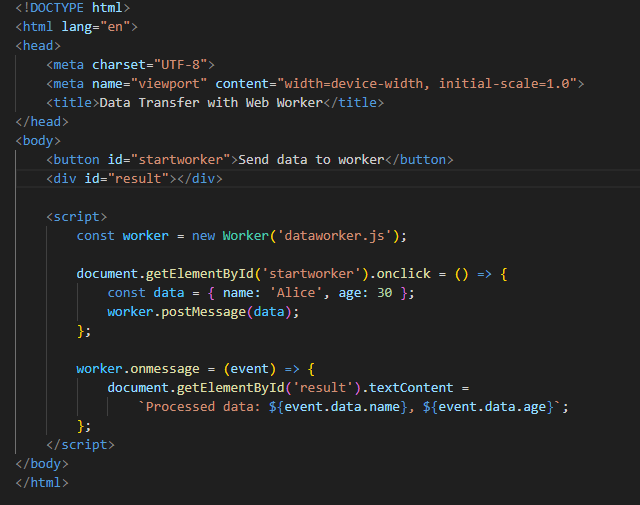 <!DOCTYPE html>
<html lang="en">
<head>
    <meta charset="UTF-8">
    <meta name="viewport" content="width=device-width, initial-scale=1.0">
    <title>Data Transfer with Web Worker</title>
</head>
<body>
    <button id="startworker">Send data to worker</button>
    <div id="result"></div>

    <script>
        const worker = new Worker('dataworker.js');

        document.getElementById('startworker').onclick = () => {
            const data = { name: 'Alice', age: 30 };
            worker.postMessage(data);
        };

        worker.onmessage = (event) => {
            document.getElementById('result').textContent =
                `Processed data: ${event.data.name}, ${event.data.age}`;
        };
    </script>
</body>
</html>